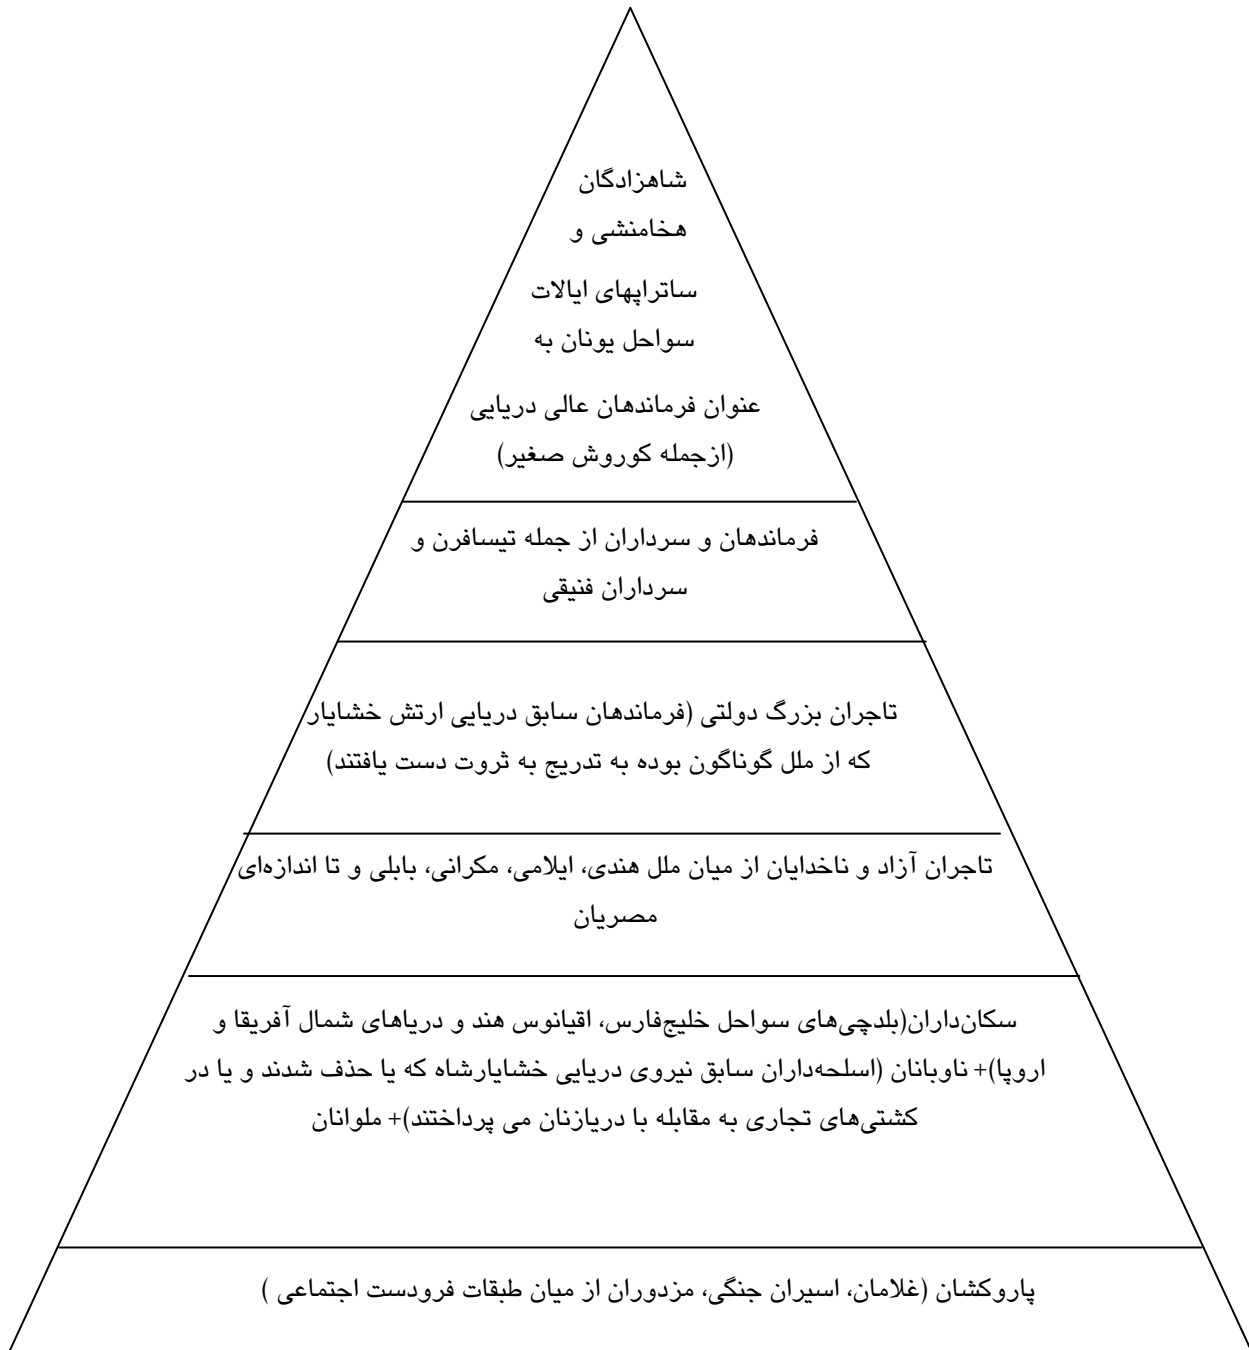 شاهزادگان
هخامنشی و
ساتراپهای ایالات
سواحل یونان به
عنوان فرماندهان عالی دریایی
(ازجمله کوروش صغیر)
فرماندهان و سرداران از جمله تیسافرن و
سرداران فنیقی
تاجران بزرگ دولتی (فرماندهان سابق دریایی ارتش خشایار
که از ملل گوناگون بوده به تدریج به ثروت دست یافتند)
تاجران آزاد و ناخدایان از میان ملل هندی، ایلامی، مکرانی، بابلی و تا اندازه‌ای
مصریان
سکان‌داران(بلدچی‌های سواحل خلیج‌فارس، اقیانوس هند و دریاهای شمال آفریقا و
اروپا)+ ناوبانان (اسلحه‌داران سابق نیروی دریایی خشایارشاه که یا حذف شدند و یا در
کشتی‌های تجاری به مقابله با دریازنان می پرداختند)+ ملوانان
پاروکشان (غلامان، اسیران جنگی، مزدوران از میان طبقات فرودست اجتماعی )